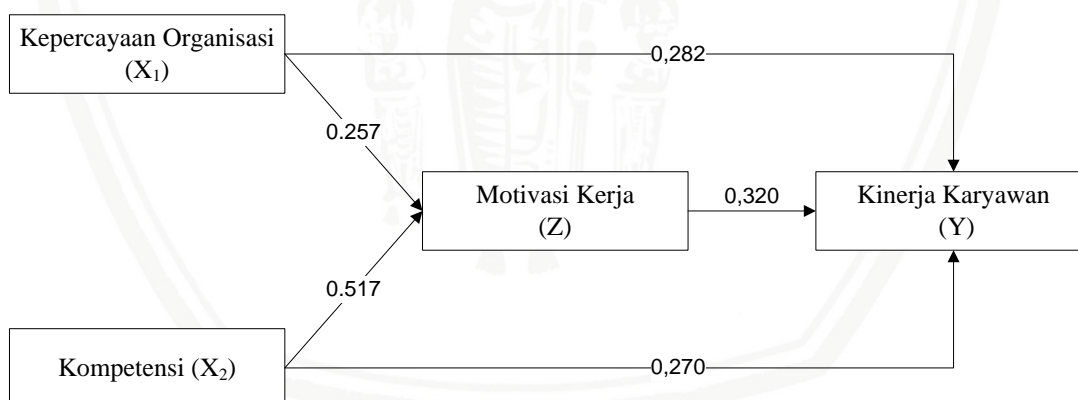 Kepercayaan Organisasi
(X₁)
0,282
0.257
Motivasi Kerja
(Z)
0,320
Kinerja Karyawan
(Y)
0.517
Kompetensi (X₂)
0,270